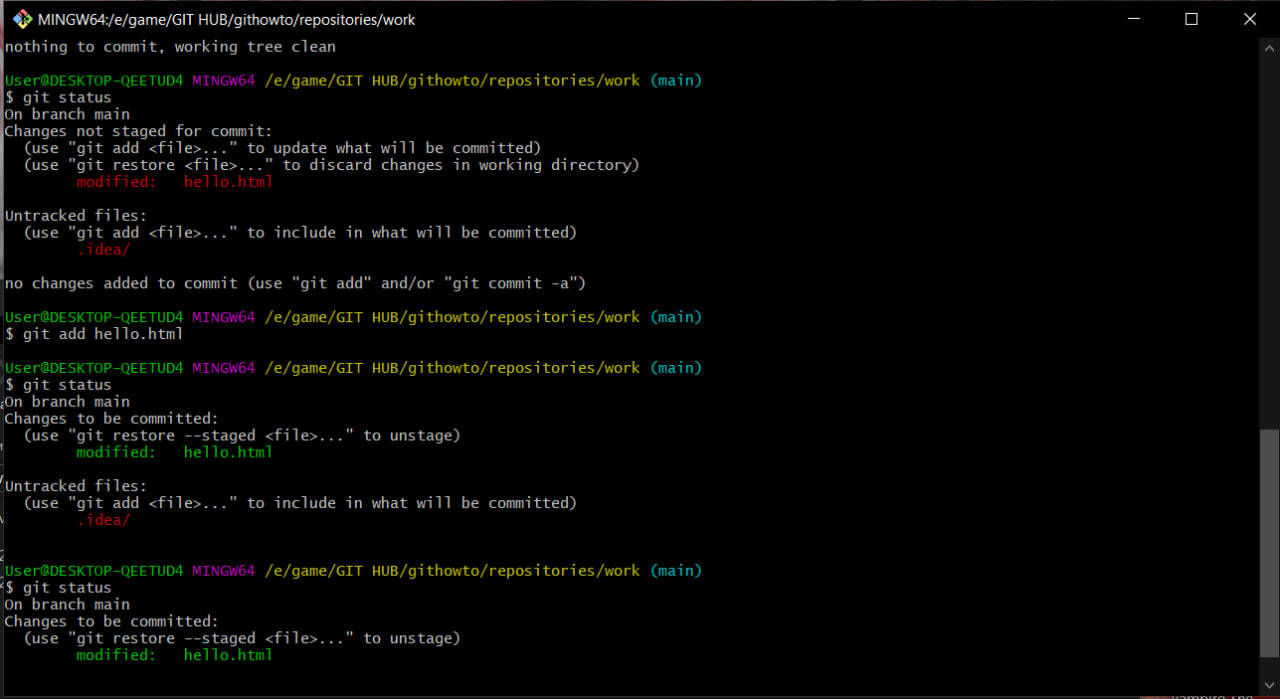 MINGW64:/e/game/GIT HUB/githowto/repositories/work
nothing to commit, working tree clean
User@DESKTOP-QEETUD4 MINGW64 /e/game/GIT HUB/githowto/repositories/work (main)
$ git status
On branch main
Changes not staged for commit:
  (use "git add <file>..." to update what will be committed)
  (use "git restore <file>..." to discard changes in working directory)
        modified:   hello.html
Untracked files:
  (use "git add <file>..." to include in what will be committed)
        .idea/
no changes added to commit (use "git add" and/or "git commit -a")
User@DESKTOP-QEETUD4 MINGW64 /e/game/GIT HUB/githowto/repositories/work (main)
$ git add hello.html
User@DESKTOP-QEETUD4 MINGW64 /e/game/GIT HUB/githowto/repositories/work (main)
$ git status
On branch main
Changes to be committed:
  (use "git restore --staged <file>..." to unstage)
        modified:   hello.html
Untracked files:
  (use "git add <file>..." to include in what will be committed)
        .idea/
User@DESKTOP-QEETUD4 MINGW64 /e/game/GIT HUB/githowto/repositories/work (main)
$ git status
On branch main
Changes to be committed:
  (use "git restore --staged <file>..." to unstage)
        modified:   hello.html